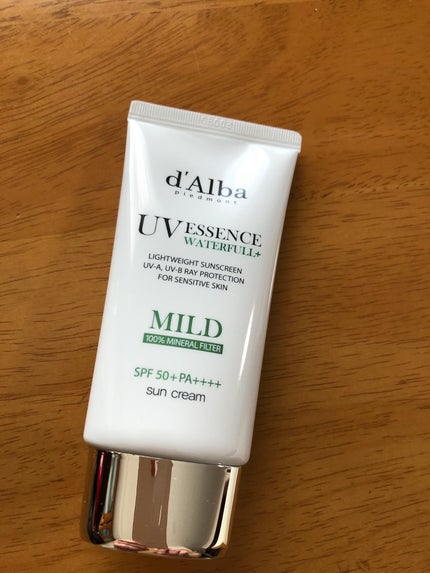 d'Alba
piedmont
UV ESSENCE
WATERFULL+
LIGHTWEIGHT SUNSCREEN
UV-A, UV-B RAY PROTECTION
FOR SENSITIVE SKIN
MILD
100% MINERAL FILTER
SPF 50+PA++++
sun cream